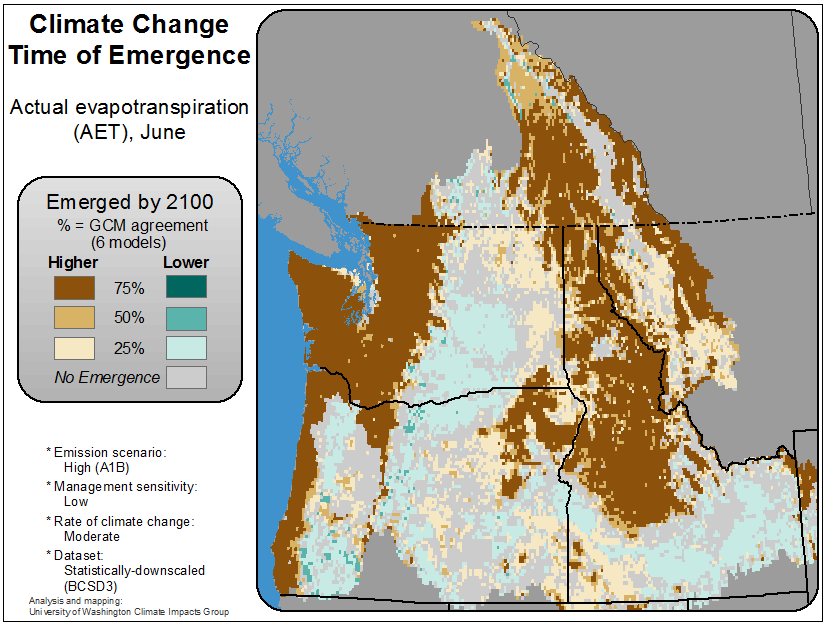 Climate Change
Time of Emergence
Actual evapotranspiration
(AET), June
Emerged by 2100
% = GCM agreement
(6 models)
Higher Lower
75%
50%
25%
No Emergence
* Emission scenario:
High (A1B)
* Management sensitivity:
Low
* Rate of climate change:
Moderate
* Dataset:
Statistically-downscaled
(BCSD3)
Analysis and mapping:
University of Washington Climate Impacts Group